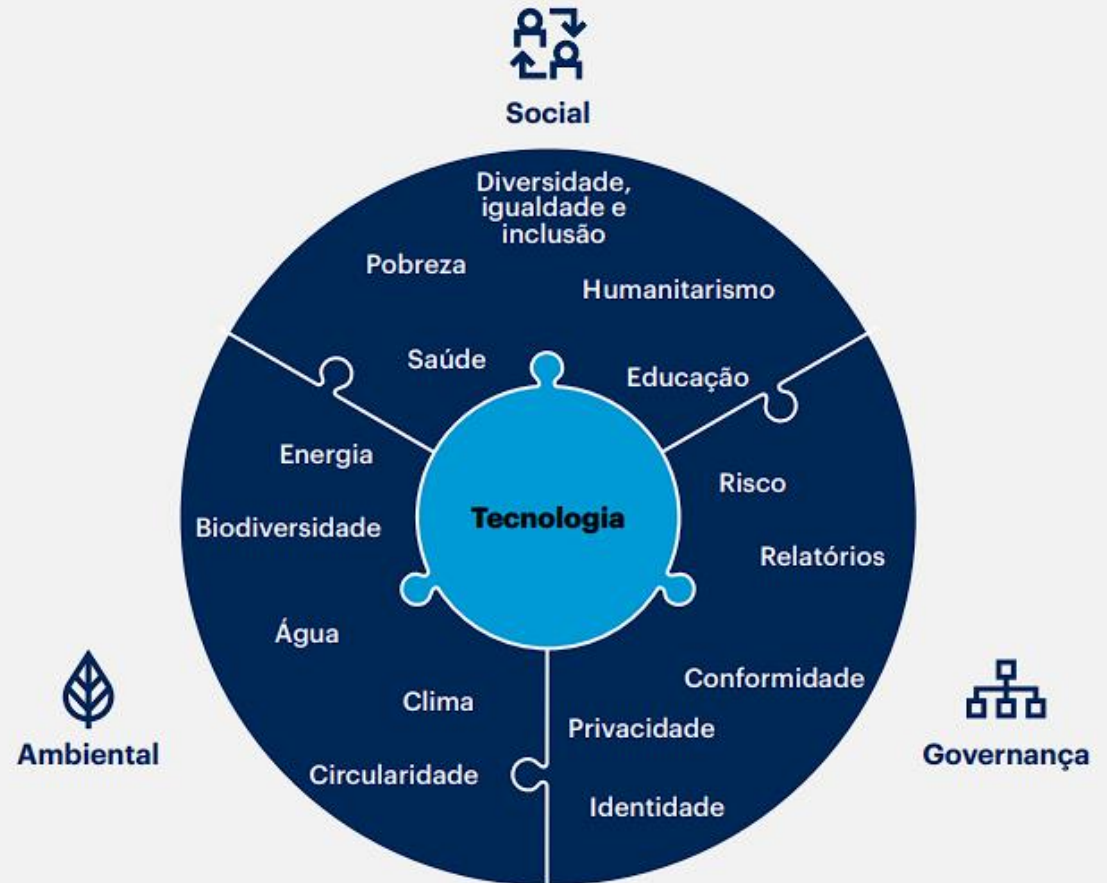 Social
Diversidade,
igualdade e
inclusão
Pobreza
Humanitarismo
Saúde
Educação
Energia
Risco
Tecnologia
Biodiversidade
Relatórios
Água
Conformidade
Clima
Privacidade
Ambiental
Governança
Circularidade
Identidade